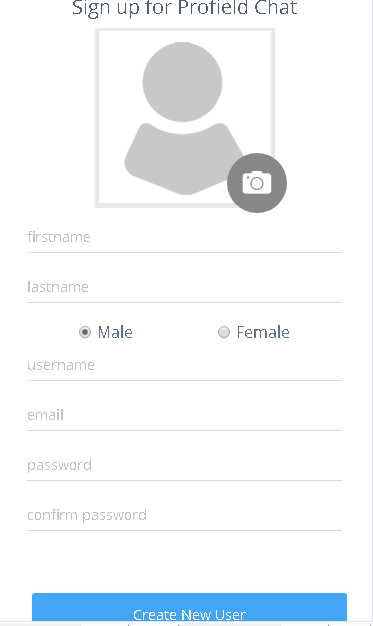 Sign up for Profield Chat
firstname
lastname
Male Female
username
email
password
confirm password
Create New User